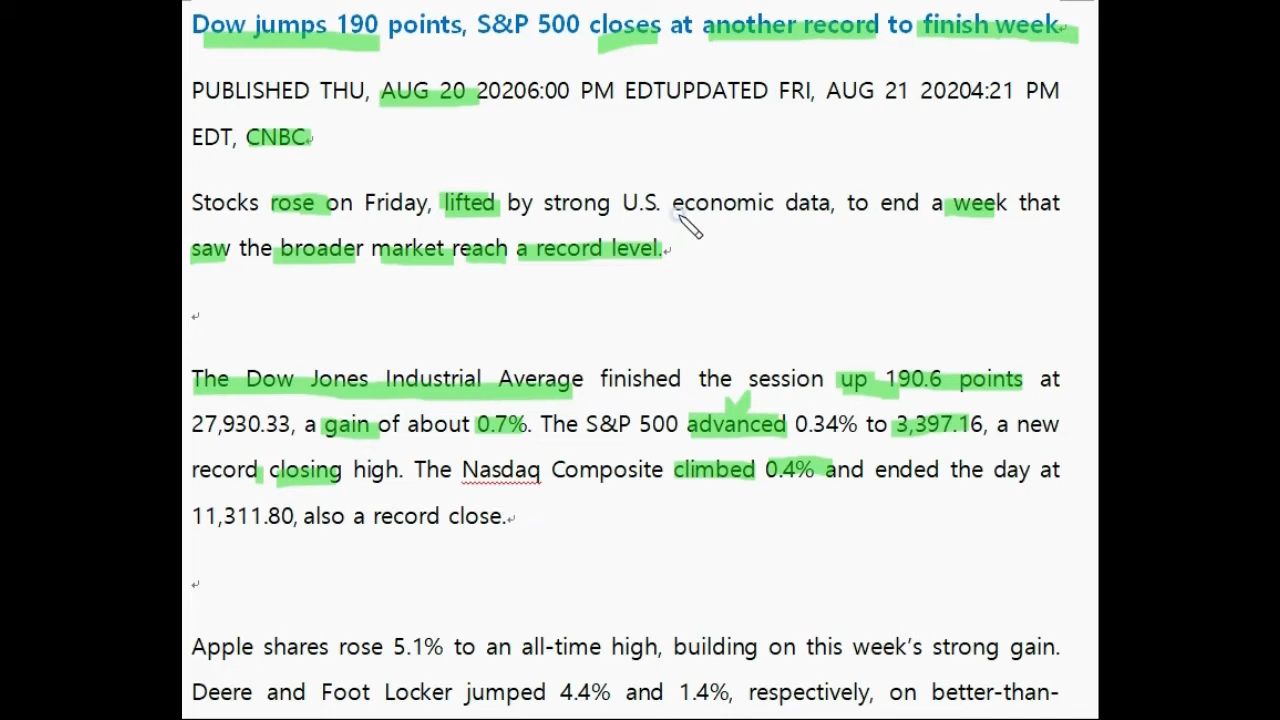 Dow jumps 190 points, S&P 500 closes at another record to finish week
PUBLISHED THU, AUG 20 20206:00 PM EDTUPDATED FRI, AUG 21 20204:21 PM
EDT, CNBC
Stocks rose on Friday, lifted by strong U.S. economic data, to end a week that
saw the broader market reach a record level.
The Dow Jones Industrial Average finished the session up 190.6 points at
27,930.33, a gain of about 0.7%. The S&P 500 advanced 0.34% to 3,397.16, a new
record closing high. The Nasdaq Composite climbed 0.4% and ended the day at
11,311.80, also a record close.
Apple shares rose 5.1% to an all-time high, building on this week’s strong gain.
Deere and Foot Locker jumped 4.4% and 1.4%, respectively, on better-than-